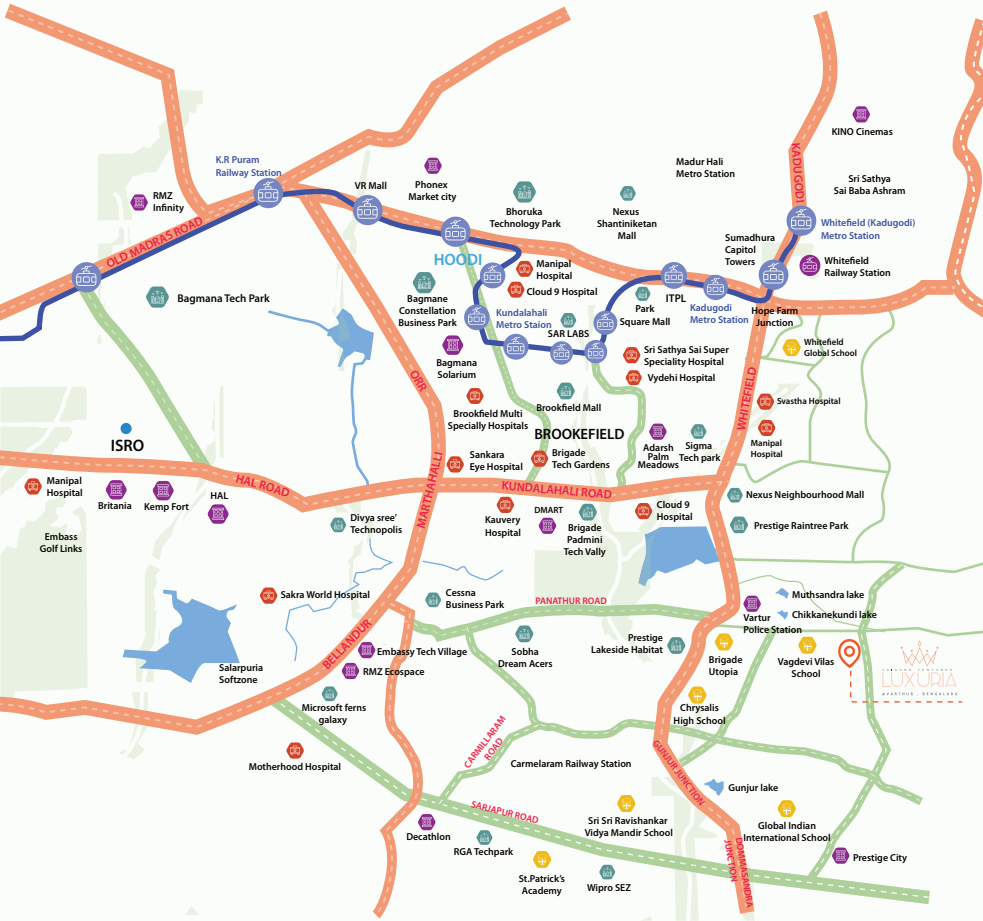 KINO Cinemas
KADUGODI
K.R Puram
Railway Station
Madur Hali
Metro Station
VR Mall
Phonex
Market city
Sri Sathya
Sai Baba Ashram
RMZ
Infinity
Bhoruka
Technology Park
Nexus
Shantiniketan
Mall
Whitefield (Kadugodi)
Metro Station
OLD MADRAS ROAD
Sumadhura
Capitol
Towers
HOODI
Manipal
Hospital
Whitefield
Railway Station
Cloud 9 Hospital
Bagmana Tech Park
Bagmane
Constellation
Business Park
ITPL
Park
Square Mall
Kadugodi
Metro Station
Hope Farm
Junction
Kundalahali
Metro Staion
SAR LABS
Whitefield
Global School
Bagmana
Solarium
Sri Sathya Sai Super
Speciality Hospital
Vydehi Hospital
ORR
WHITEFIELD
Brookfield Mall
Svastha Hospital
Brookfield Multi
Specially Hospitals
BROOKEFIELD
ISRO
Adarsh
Palm
Meadows
Sigma
Tech park
Manipal
Hospital
Sankara
Eye Hospital
Brigade
Tech Gardens
Manipal
Hospital
Britania
Kemp Fort
HAL
HAL ROAD
MARTHAHALLI
KUNDALAHALI ROAD
Nexus Neighbourhood Mall
Divya sree’
Technopolis
Kauvery
Hospital
DMART
Brigade
Padmini
Tech Vally
Cloud 9
Hospital
Prestige Raintree Park
Embass
Golf Links
Sakra World Hospital
Cessna
Business Park
PANATHUR ROAD
Muthsandra lake
Chikkanekundi lake
Vartur
Police Station
BELLANDUR
Embassy Tech Village
Sobha
Dream Acers
Prestige
Lakeside Habitat
Brigade
Utopia
Vagdevi Vilas
School
Salarpuria
Softzone
RMZ Ecospace
LUXURIA
Microsoft ferns
galaxy
Chrysalis
High School
CARMILLARAM
ROAD
Motherhood Hospital
Carmelaram Railway Station
GUNJUR JUNCTION
Gunjur lake
SARJAPUR ROAD
Decathlon
Sri Sri Ravishankar
Vidya Mandir School
Global Indian
International School
RGA Techpark
DOMMASANDRA
JUNCTION
Prestige City
St.Patrick’s
Academy
Wipro SEZ